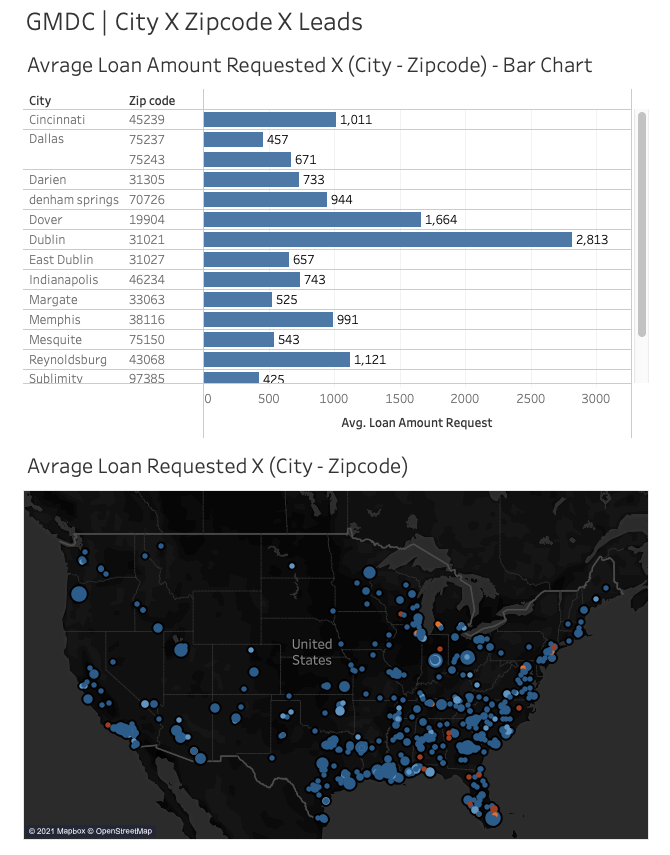 GMDC | City X Zipcode X Leads
Avrage Loan Amount Requested X (City - Zipcode) - Bar Chart
City Zip code
Cincinnati 45239 1,011
Dallas 75237 457
75243 671
Darien 31305 733
denham springs 70726 944
Dover 19904 1,664
Dublin 31021 2,813
East Dublin 31027 657
Indianapolis 46234 743
Margate 33063 525
Memphis 38116 991
Mesquite 75150 543
Reynoldsburg 43068 1,121
Sublimity 97385 425
0 500 1000 1500 2000 2500 3000
Avg. Loan Amount Request
Avrage Loan Requested X (City - Zipcode)
United
States
© 2021 Mapbox © OpenStreetMap